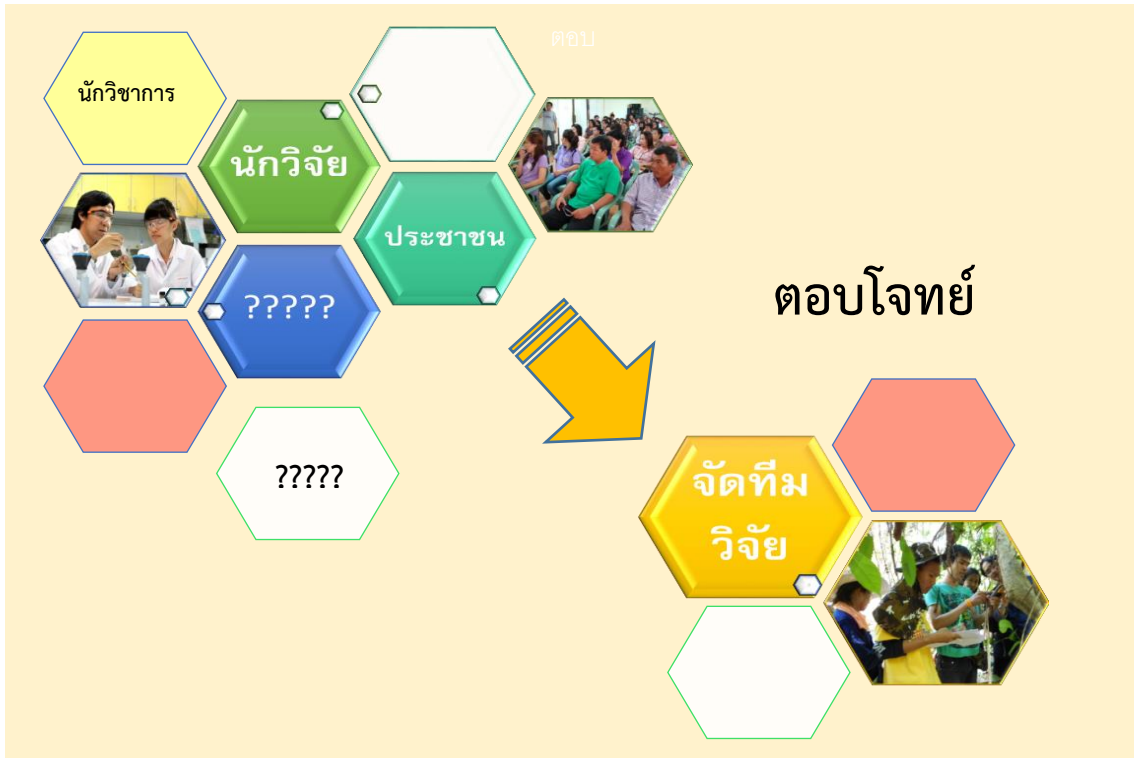 ตอบ
นักวิชาการ
นักวิจัย
ประชาชน
?????
ตอบโจทย์
?????
จัดทีม
วิจัย